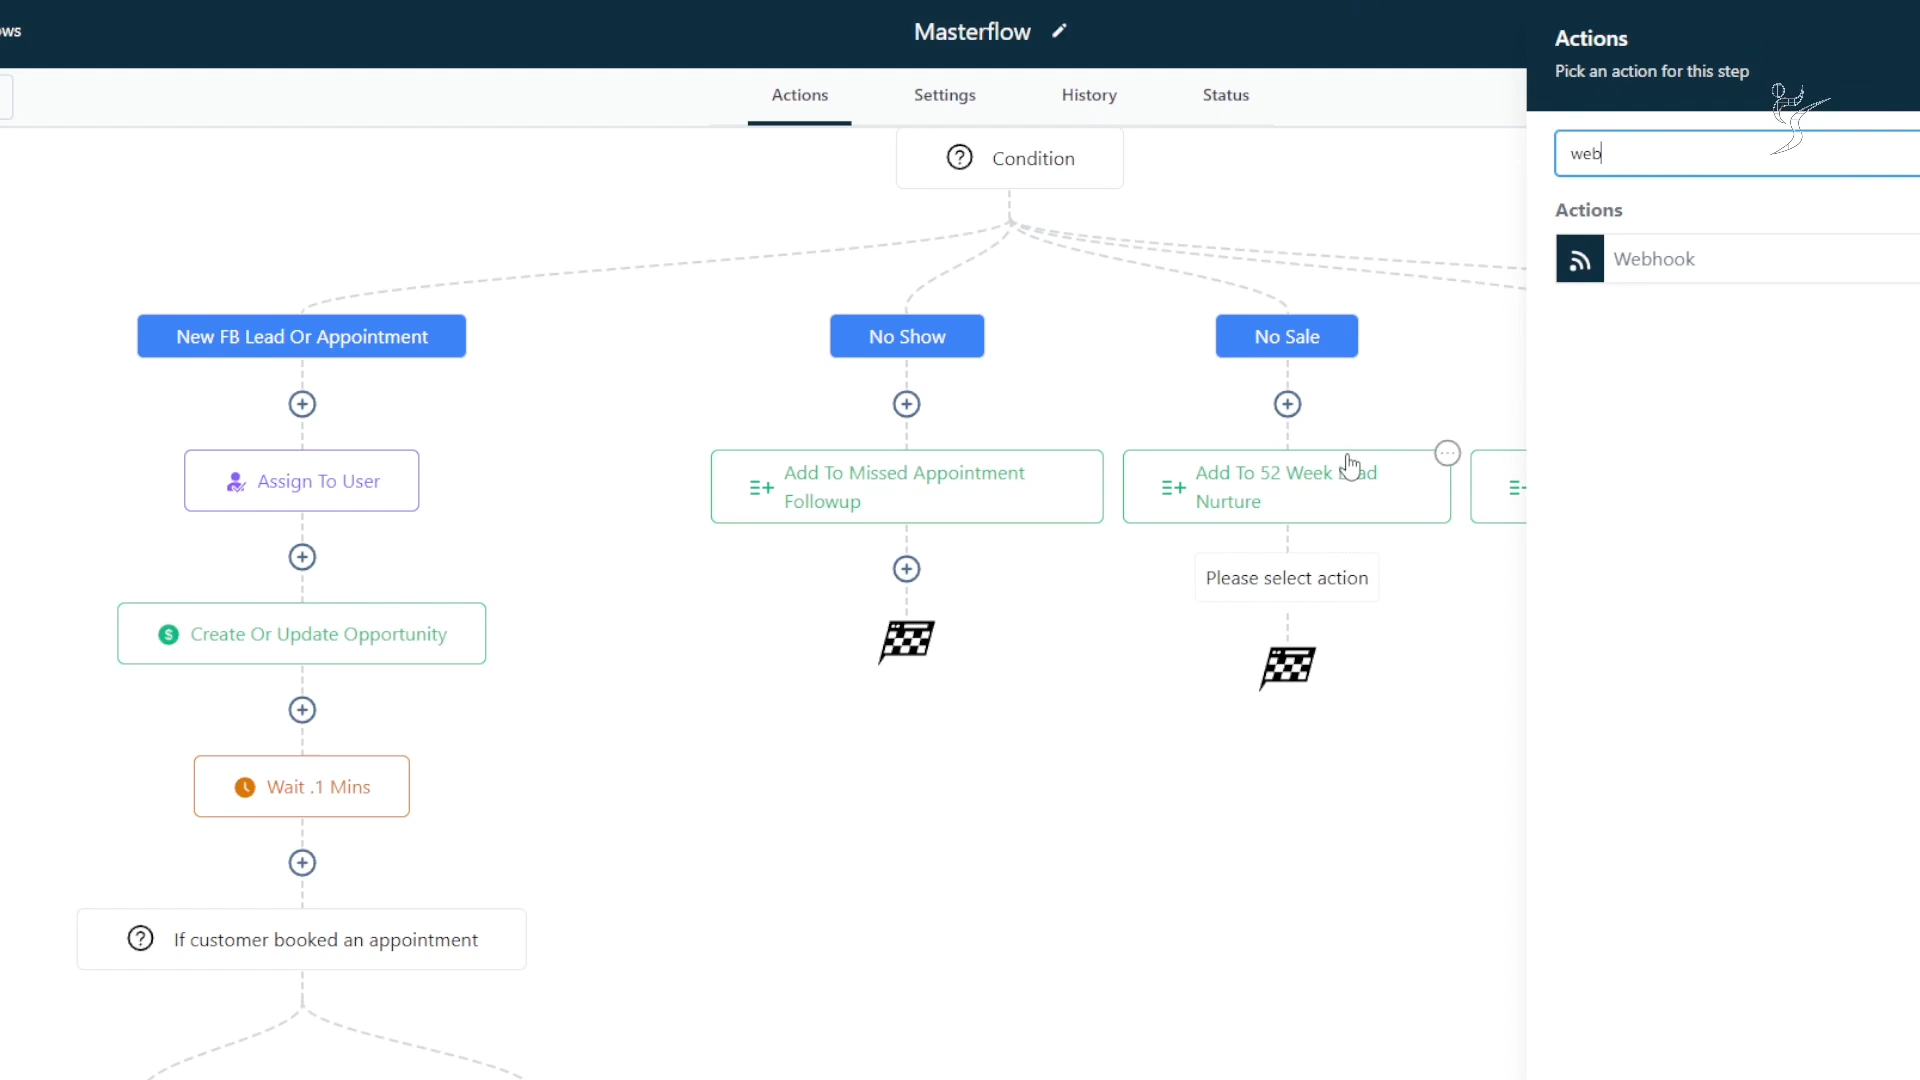 ows
Masterflow
Actions
Settings
History
Status
Condition
New FB Lead Or Appointment
No Show
No Sale
Assign To User
Add To Missed Appointment
Followup
Add To 52 Week Lead
Nurture
Please select action
Create Or Update Opportunity
Wait .1 Mins
If customer booked an appointment
Actions
Pick an action for this step
web
Actions
Webhook